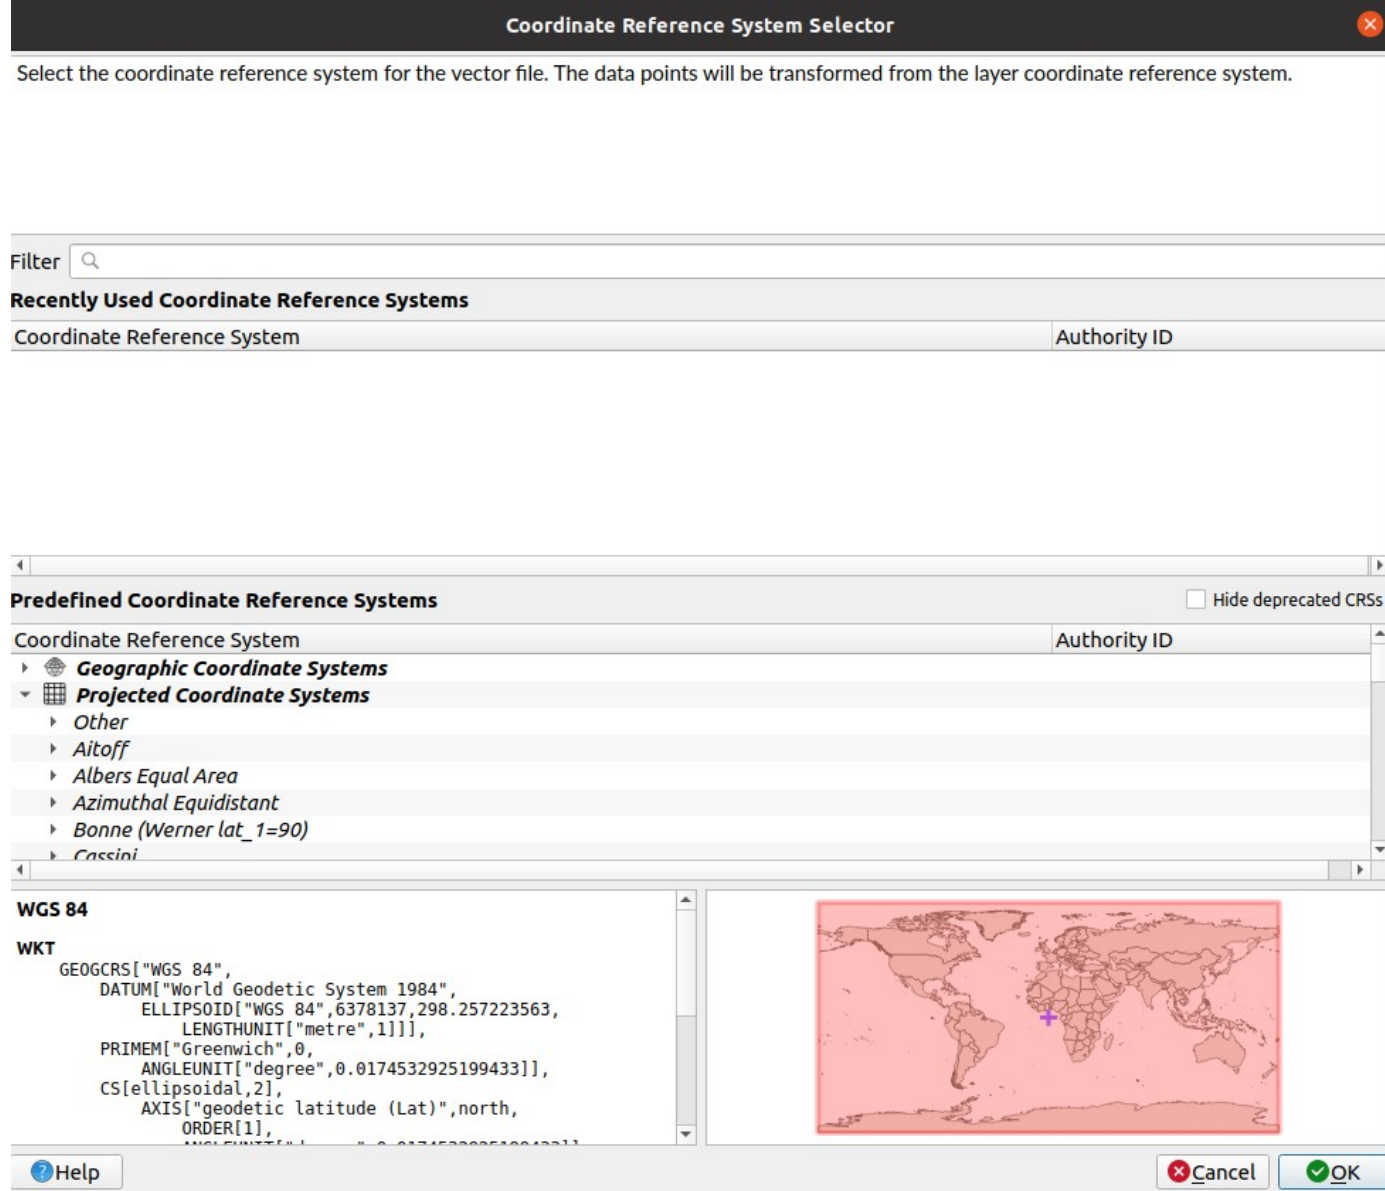 Coordinate Reference System Selector
Select the coordinate reference system for the vector file. The data points will be transformed from the layer coordinate reference system.
Filter
Recently Used Coordinate Reference Systems
Coordinate Reference System Authority ID
Predefined Coordinate Reference Systems Hide deprecated CRSs
Coordinate Reference System Authority ID
Geographic Coordinate Systems
Projected Coordinate Systems
Other
Aitoff
Albers Equal Area
Azimuthal Equidistant
Bonne (Werner lat_1=90)
Cassini
WGS 84
WKT
GEOGCRS["WGS 84",
DATUM["World Geodetic System 1984",
ELLIPSOID["WGS 84",6378137,298.257223563,
LENGTHUNIT["metre",1]]],
PRIMEM["Greenwich",0,
ANGLEUNIT["degree",0.0174532925199433]],
CS[ellipsoidal,2],
AXIS["geodetic latitude (Lat)",north,
ORDER[1],
Help Cancel OK